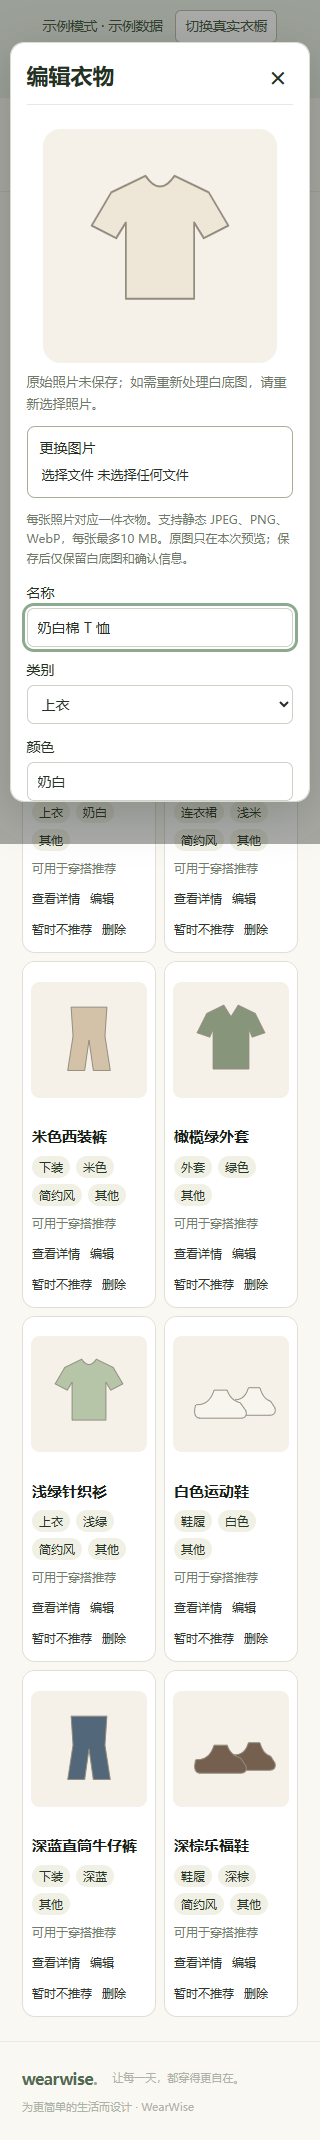 示例模式 · 示例数据 切换真实衣橱
编辑衣物 ×
原始照片未保存；如需重新处理白底图，请重
新选择照片。
更换图片
选择文件 未选择任何文件
每张照片对应一件衣物。支持静态 JPEG、PNG、
WebP，每张最多10 MB。原图只在本次预览；保
存后仅保留白底图和确认信息。
名称
奶白棉 T 恤
类别
上衣
颜色
奶白
上衣 奶白
其他
可用于穿搭推荐
查看详情 编辑
暂时不推荐 删除
连衣裙 浅米
简约风 其他
可用于穿搭推荐
查看详情 编辑
暂时不推荐 删除
米色西装裤
下装 米色
简约风 其他
可用于穿搭推荐
查看详情 编辑
暂时不推荐 删除
橄榄绿外套
外套 绿色
其他
可用于穿搭推荐
查看详情 编辑
暂时不推荐 删除
浅绿针织衫
上衣 浅绿
简约风 其他
可用于穿搭推荐
查看详情 编辑
暂时不推荐 删除
白色运动鞋
鞋履 白色
其他
可用于穿搭推荐
查看详情 编辑
暂时不推荐 删除
深蓝直筒牛仔裤
下装 深蓝
其他
可用于穿搭推荐
查看详情 编辑
暂时不推荐 删除
深棕乐福鞋
鞋履 深棕
简约风 其他
可用于穿搭推荐
查看详情 编辑
暂时不推荐 删除
wearwise. 让每一天，都穿得更自在。
为更简单的生活而设计 · WearWise